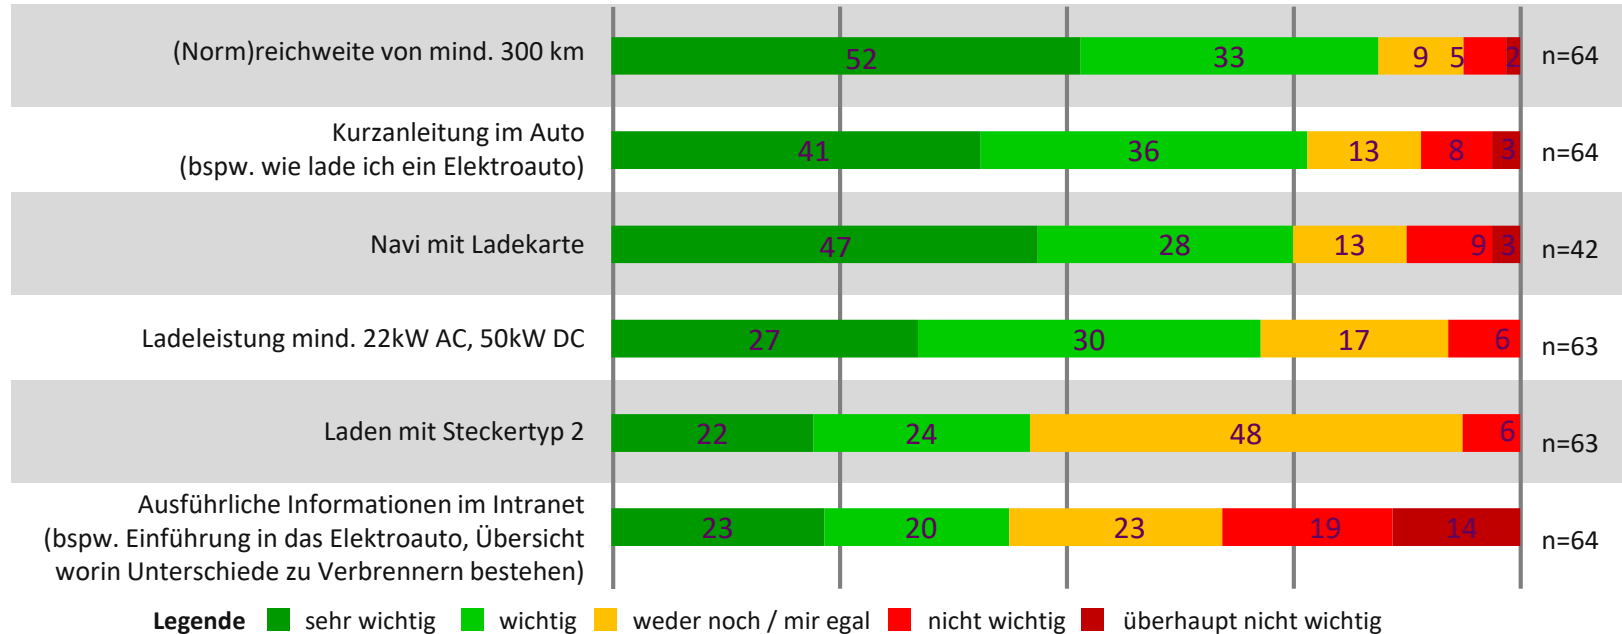 (Norm)reichweite von mind. 300 km
52 33 9 5 2
n=64
Kurzanleitung im Auto
(bspw. wie lade ich ein Elektroauto)
41 36 13 8 3
n=64
Navi mit Ladekarte
47 28 13 9 3
n=42
Ladeleistung mind. 22kW AC, 50kW DC
27 30 17 6
n=63
Laden mit Steckertyp 2
22 24 48 6
n=63
Ausführliche Informationen im Intranet
(bspw. Einführung in das Elektroauto, Übersicht
worin Unterschiede zu Verbrennern bestehen)
23 20 23 19 14
n=64
Legende sehr wichtig wichtig weder noch / mir egal nicht wichtig überhaupt nicht wichtig